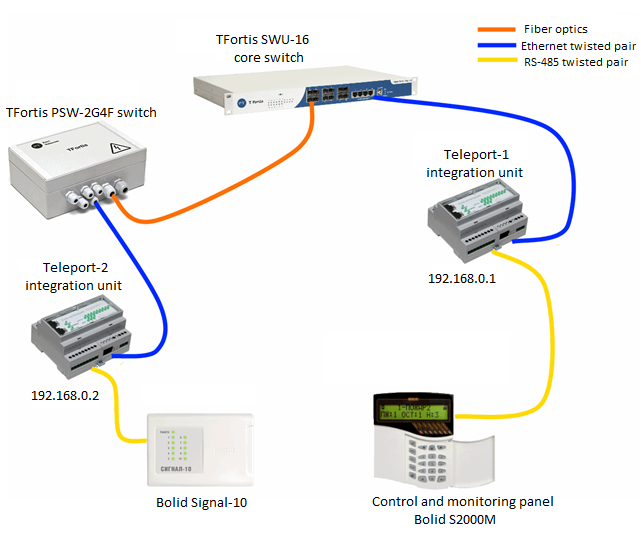 TFortis SWU-16
core switch
Fiber optics
Ethernet twisted pair
RS-485 twisted pair
TFortis PSW-2G4F switch
TFortis
TFortis
Teleport-1
integration unit
192.168.0.1
Teleport-2
integration unit
192.168.0.2
СИГНАЛ-10
Bolid Signal-10
Control and monitoring panel
Bolid S2000M